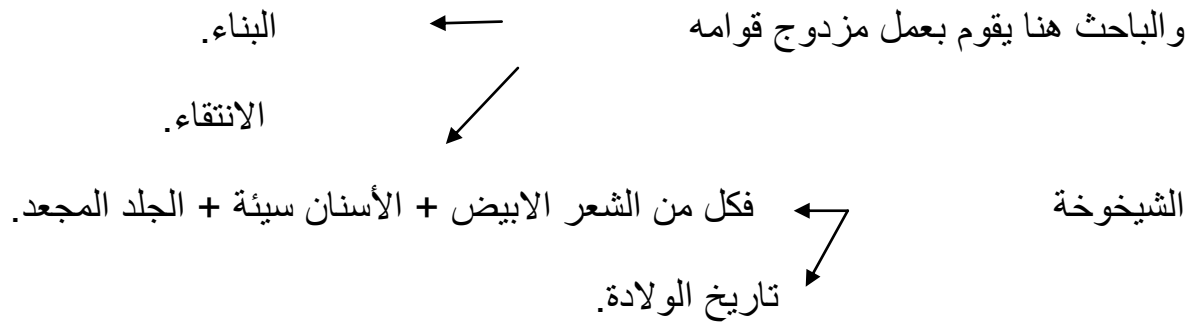 والباحث هنا يقوم بعمل مزدوج قوامه البناء.
الانتقاء.
الشيخوخة فكل من الشعر الابيض + الأسنان سيئة + الجلد المجعد.
تاريخ الولادة.